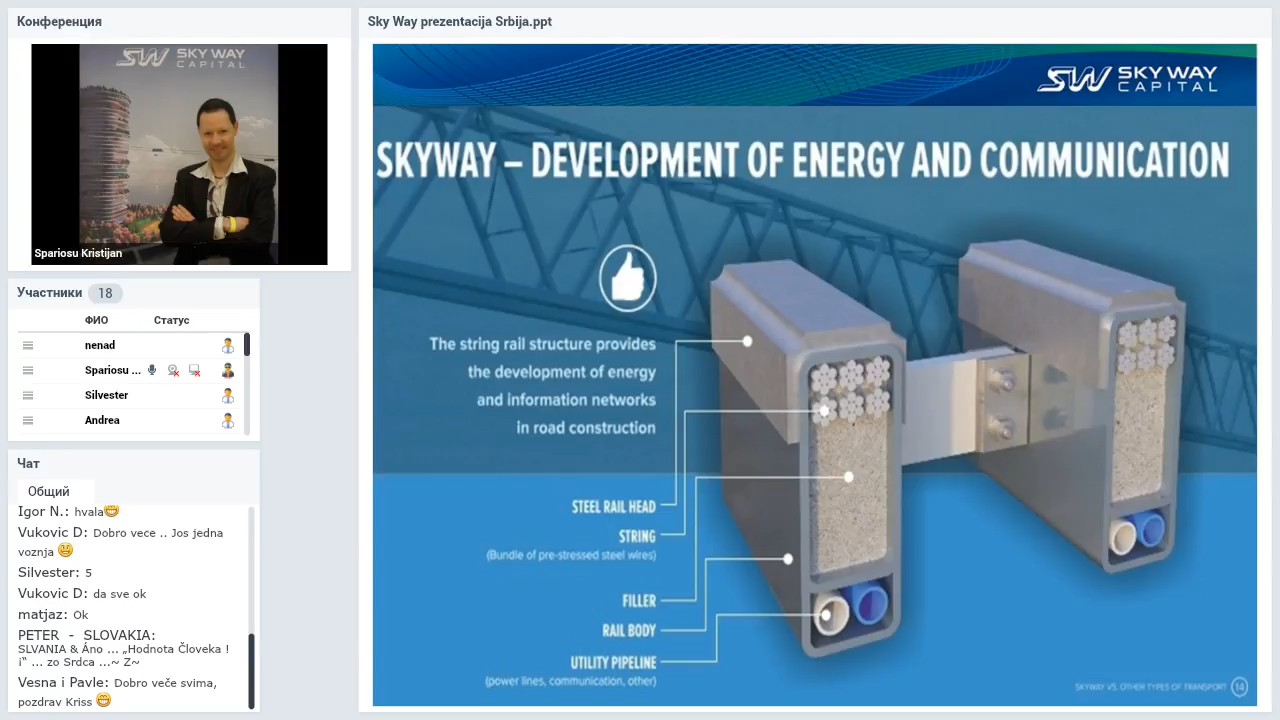 Конференция
SW SKY WAY
CAPITAL
Spariosu Kristijan
Участники 18
ФИО Статус
nenad
Spariosu ...
Silvester
Andrea
Чат
Общий
Igor N.: hvala
Vukovic D: Dobro vece .. Jos jedna
voznja
Silvester: 5
Vukovic D: da sve ok
matjaz: Ok
PETER - SLOVAKIA:
SLVANIA & Áno ... „Hodnota Človeka !
i“ ... zo Srdca ...~ Z~
Vesna i Pavle: Dobro veče svima,
pozdrav Kriss
Sky Way prezentacija Srbija.ppt
SW SKY WAY
CAPITAL
SKYWAY – DEVELOPMENT OF ENERGY AND COMMUNICATION
The string rail structure provides
the development of energy
and information networks
in road construction
STEEL RAIL HEAD
STRING
(Bundle of pre-stressed steel wires)
FILLER
RAIL BODY
UTILITY PIPELINE
(power lines, communication, other)
SKYWAY VS. OTHER TYPES OF TRANSPORT 14